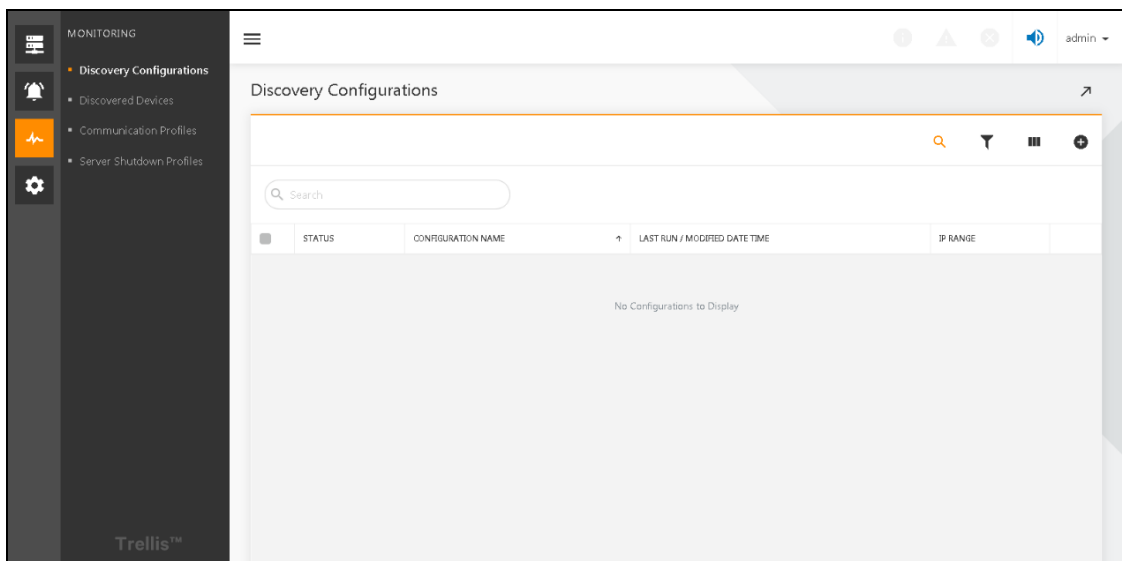 MONITORING
Discovery Configurations
Discovered Devices
Communication Profiles
Server Shutdown Profiles
Trellis™
admin
Discovery Configurations
Search
STATUS CONFIGURATION NAME LAST RUN / MODIFIED DATE TIME IP RANGE
No Configurations to Display